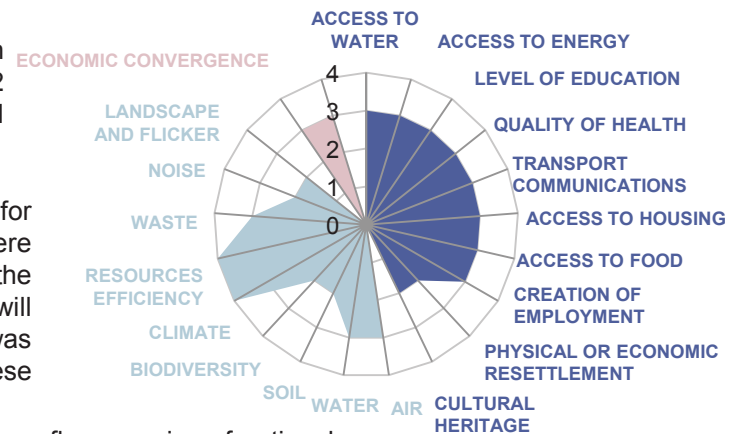 n
2
l
for
ere
the
will
was
ese
ACCESS TO
WATER
ACCESS TO ENERGY
LEVEL OF EDUCATION
QUALITY OF HEALTH
TRANSPORT
COMMUNICATIONS
ACCESS TO HOUSING
ACCESS TO FOOD
CREATION OF
EMPLOYMENT
PHYSICAL OR ECONOMIC
RESETTLEMENT
CULTURAL
HERITAGE
AIR
WATER
SOIL
BIODIVERSITY
CLIMATE
RESOURCES
EFFICIENCY
WASTE
NOISE
LANDSCAPE
AND FLICKER
ECONOMIC CONVERGENCE
4
3
2
1
0